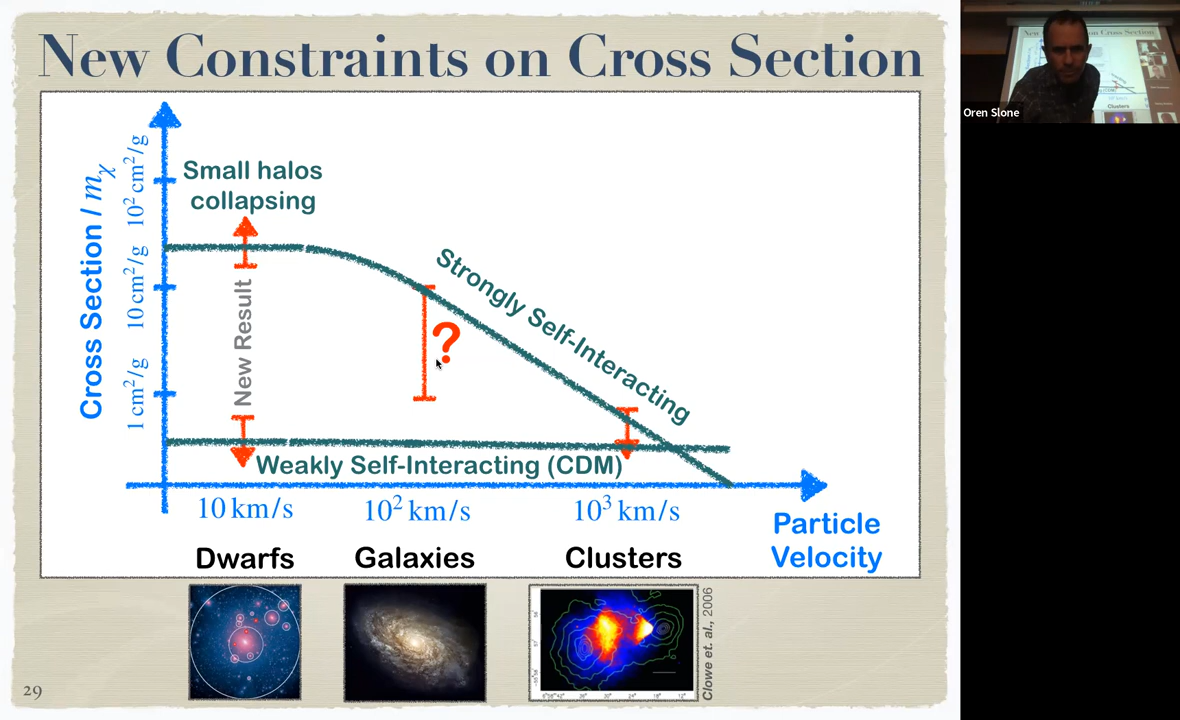 New Constraints on Cross Section
Oren Slone
Cross Section / m_χ
10² cm²/g
10 cm²/g
1 cm²/g
Small halos
collapsing
New Result
?
Strongly Self-Interacting
Weakly Self-Interacting (CDM)
10 km/s
10² km/s
10³ km/s
Particle
Velocity
Dwarfs
Galaxies
Clusters
Clowe et. al., 2006
29